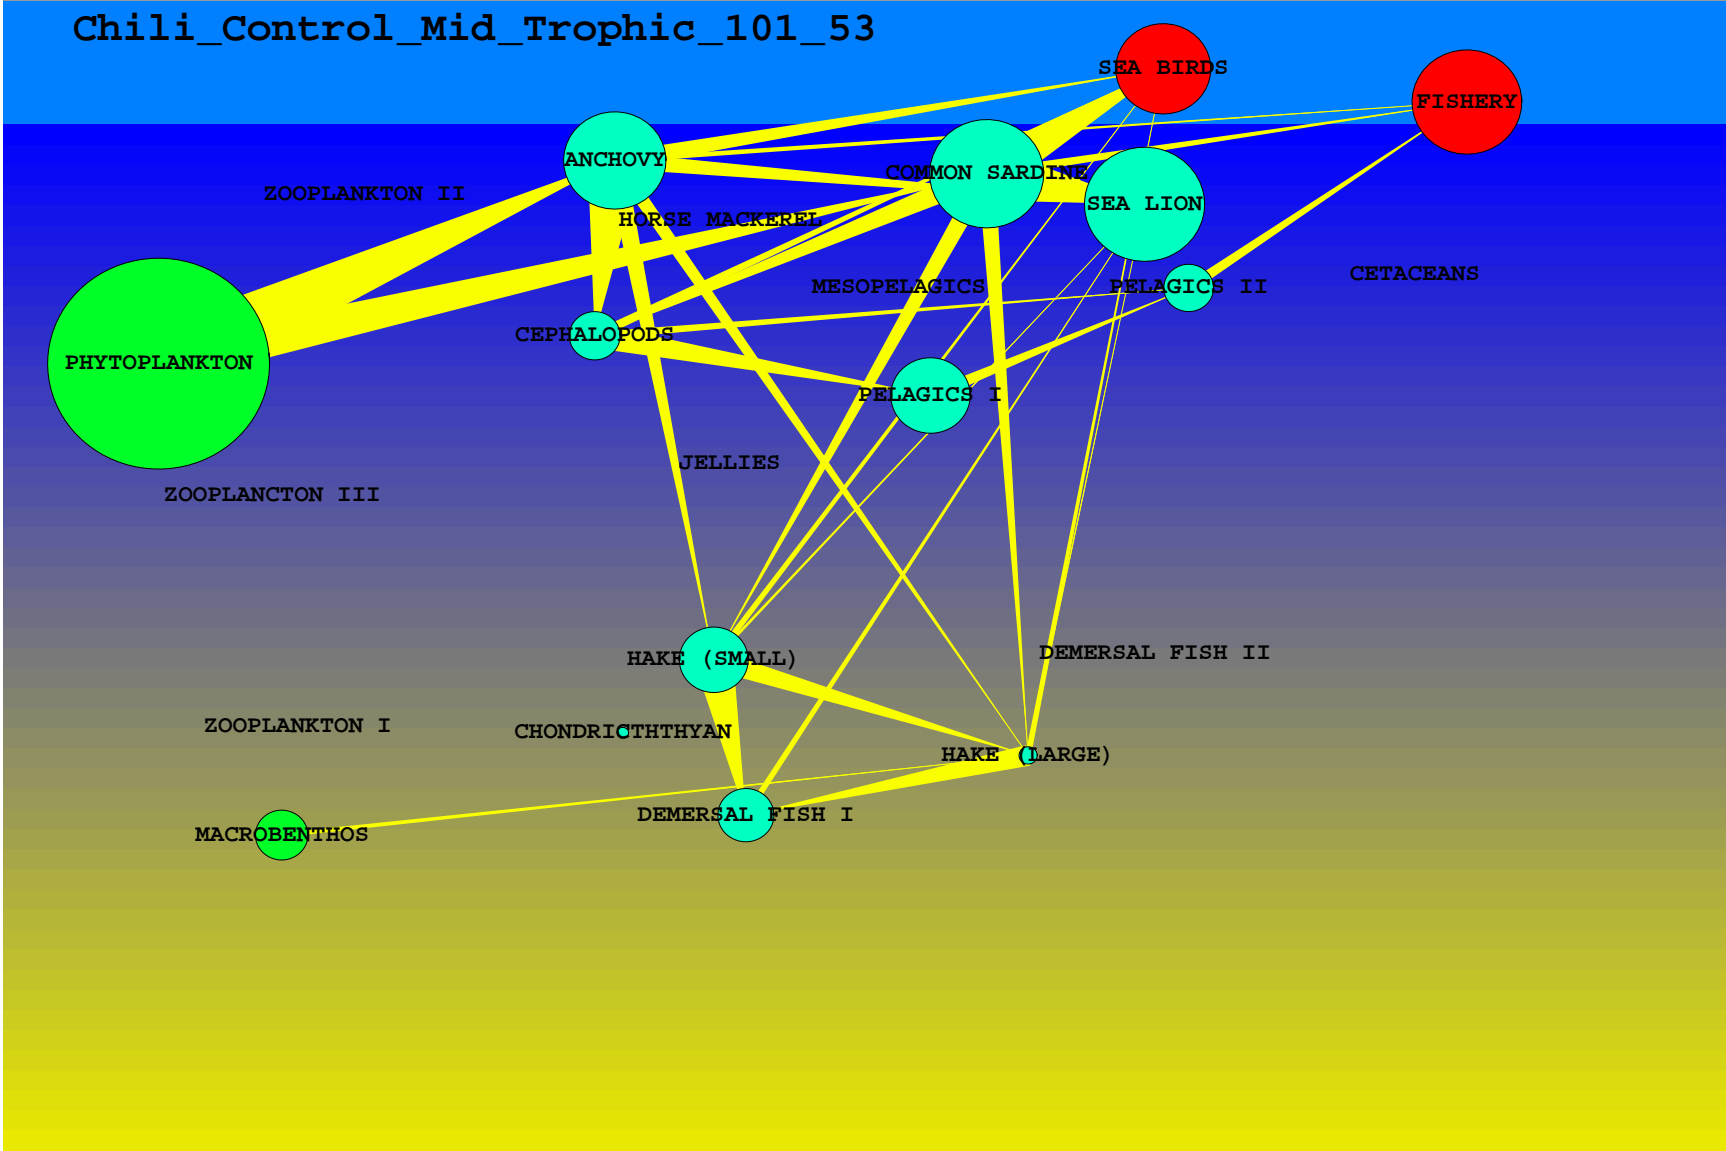 Chili_Control_Mid_Trophic_101_53
SEA BIRDS
FISHERY
ANCHOVY
COMMON SARDINE
ZOOPLANKTON II
SEA LION
HORSE MACKEREL
CETACEANS
MESOPELAGICS
PELAGICS II
CEPHALOPODS
PHYTOPLANKTON
PELAGICS I
JELLIES
ZOOPLANCTON III
DEMERSAL FISH II
HAKE (SMALL)
ZOOPLANKTON I
CHONDRICTHTHYAN
HAKE (LARGE)
DEMERSAL FISH I
MACROBENTHOS